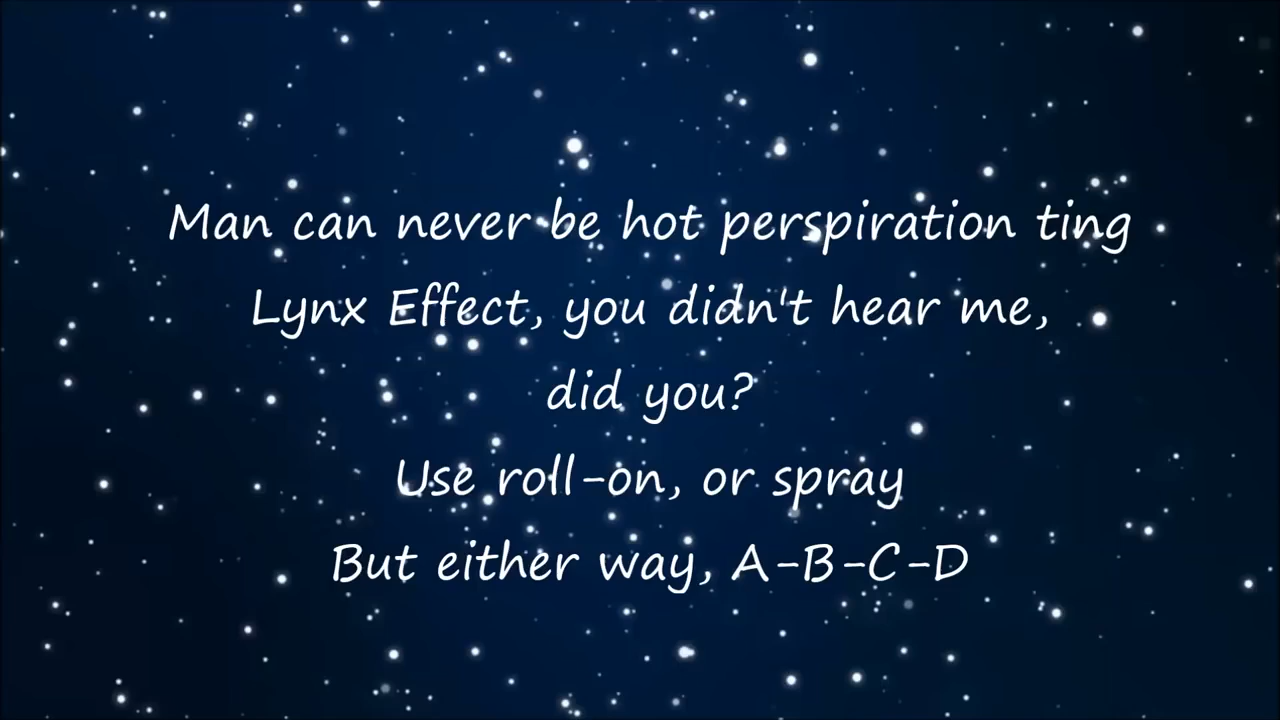 Man can never be hot perspiration ting
Lynx Effect, you didn't hear me,
did you?
Use roll-on, or spray
But either way, A-B-C-D